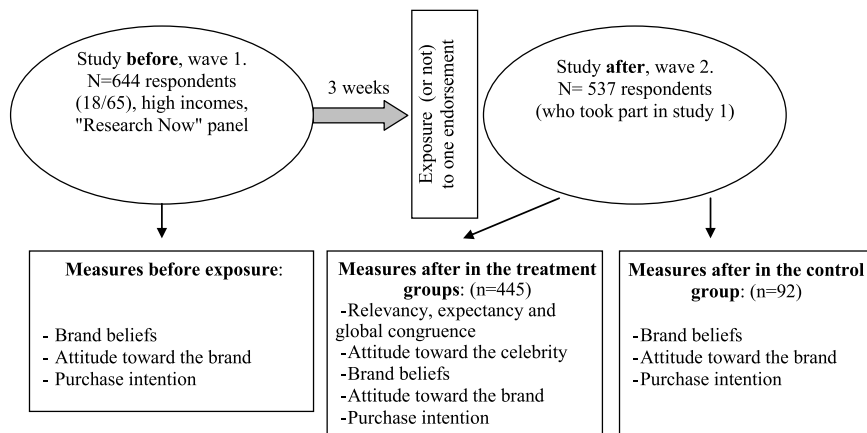 Study before, wave 1.
N=644 respondents
(18/65), high incomes,
"Research Now" panel
3 weeks
Exposure (or not)
to one endorsement
Study after, wave 2.
N= 537 respondents
(who took part in study 1)
Measures before exposure:
- Brand beliefs
- Attitude toward the brand
- Purchase intention
Measures after in the treatment
groups: (n=445)
-Relevancy, expectancy and
global congruence
-Attitude toward the celebrity
-Brand beliefs
-Attitude toward the brand
-Purchase intention
Measures after in the control
group: (n=92)
- Brand beliefs
- Attitude toward the brand
- Purchase intention